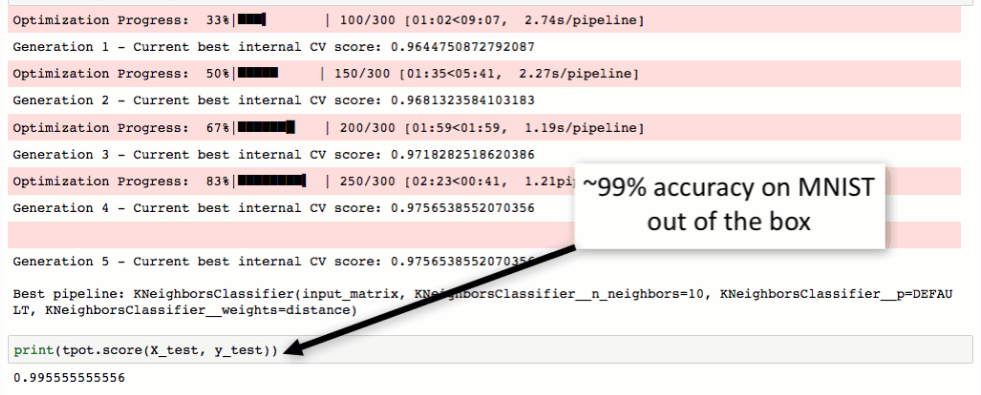 Optimization Progress: 33%| | 100/300 [01:02<09:07, 2.74s/pipeline]
Generation 1 - Current best internal CV score: 0.9644750872792087
Optimization Progress: 50%| | 150/300 [01:35<05:41, 2.27s/pipeline]
Generation 2 - Current best internal CV score: 0.9681323584103183
Optimization Progress: 67%| | 200/300 [01:59<01:59, 1.19s/pipeline]
Generation 3 - Current best internal CV score: 0.9718282518620386
Optimization Progress: 83%| | 250/300 [02:23<00:41, 1.21pi
Generation 4 - Current best internal CV score: 0.9756538552070356
~99% accuracy on MNIST
out of the box
Generation 5 - Current best internal CV score: 0.9756538552070356
Best pipeline: KNeighborsClassifier(input_matrix, KNeighborsClassifier__n_neighbors=10, KNeighborsClassifier__p=DEFAU
LT, KNeighborsClassifier__weights=distance)
print(tpot.score(X_test, y_test))
0.995555555556